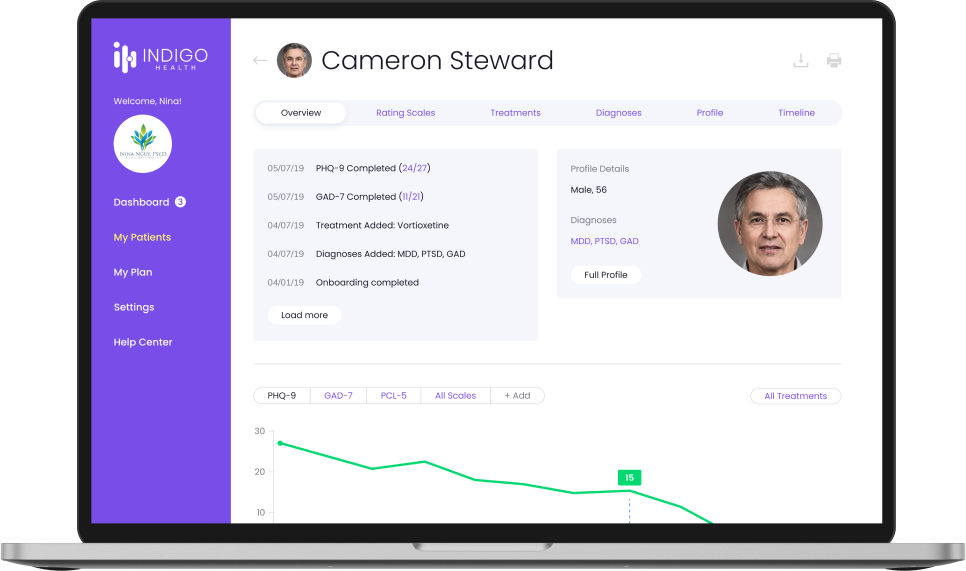 INDIGO
HEALTH
Welcome, Nina!
NINA NGUY, PSY.D.
Dashboard 3
My Patients
My Plan
Settings
Help Center
Cameron Steward
Overview Rating Scales Treatments Diagnoses Profile Timeline
05/07/19 PHQ-9 Completed (24/27)
05/07/19 GAD-7 Completed (11/21)
04/07/19 Treatment Added: Vortioxetine
04/07/19 Diagnoses Added: MDD, PTSD, GAD
04/01/19 Onboarding completed
Load more
Profile Details
Male, 56
Diagnoses
MDD, PTSD, GAD
Full Profile
PHQ-9 GAD-7 PCL-5 All Scales + Add All Treatments
30
20
15
10